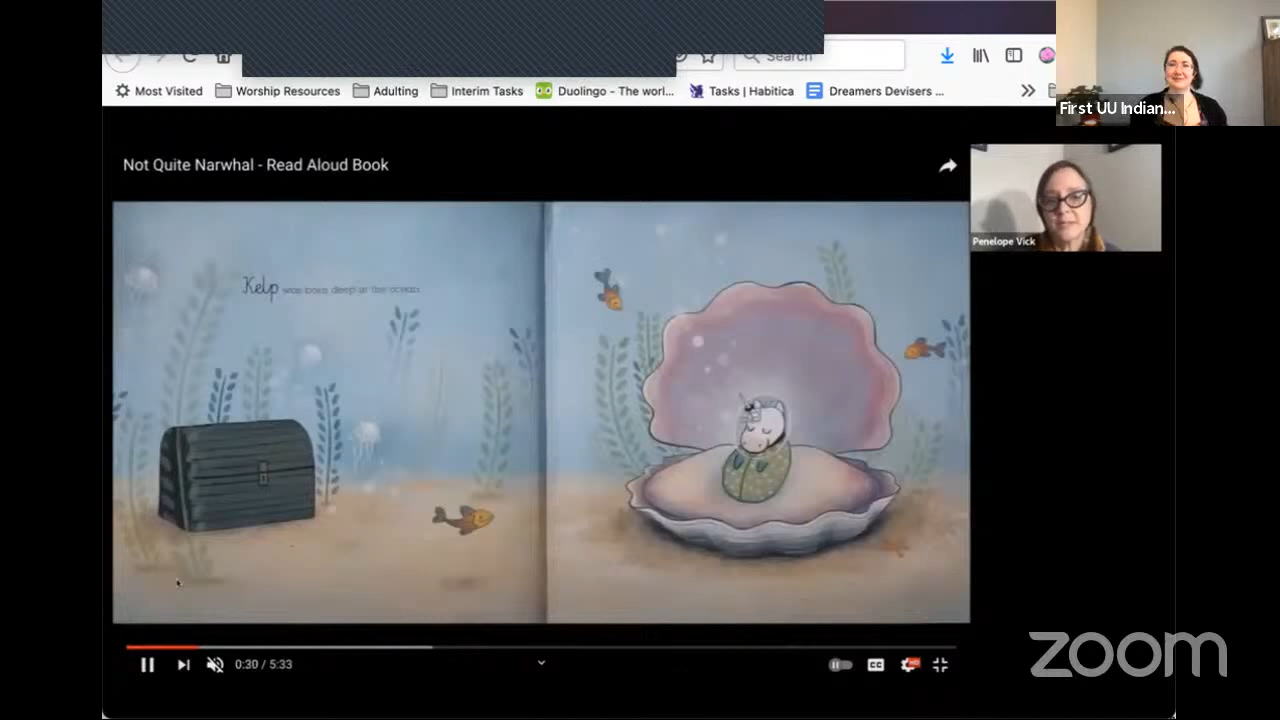 Search
Most Visited Worship Resources Adulting Interim Tasks Duolingo - The worl... Tasks | Habitica Dreamers Devisers ...
First UU Indian...
Not Quite Narwhal - Read Aloud Book
Penelope Vick
Kelp was born deep in the ocean.
0:30 / 5:33
CC
HD
zoom